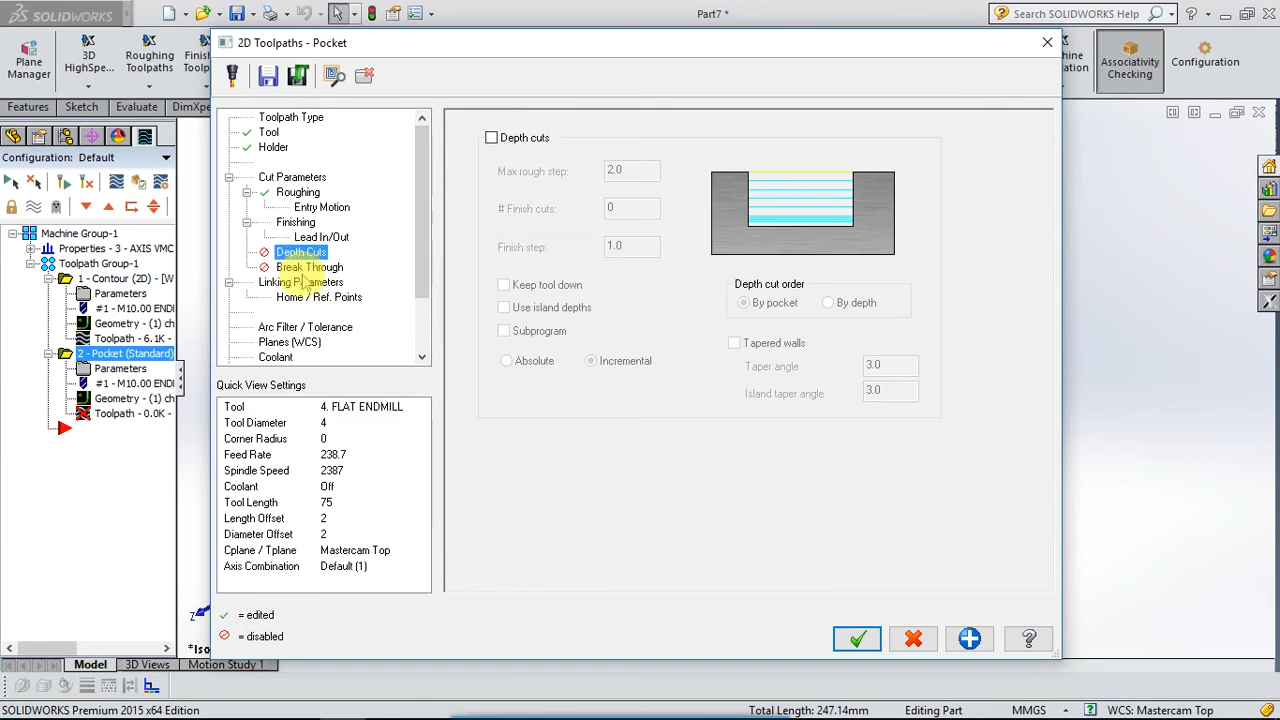 SOLIDWORKS
Part7 *
Search SOLIDWORKS Help
Plane
Manager
3D
HighSpe...
Roughing
Toolpaths
Associativity
Checking
Configuration
Features
Sketch
Evaluate
Configuration: Default
Machine Group-1
Properties - 3 - AXIS VMC
Toolpath Group-1
1 - Contour (2D) - [W
Parameters
#1 - M10.00 ENDI
Geometry - (1) ch
Toolpath - 6.1K -
2 - Pocket (Standard)
Parameters
#1 - M10.00 ENDI
Geometry - (1) ch
Toolpath - 0.0K -
2D Toolpaths - Pocket
Toolpath Type
Tool
Holder
Cut Parameters
Roughing
Entry Motion
Finishing
Lead In/Out
Depth Cuts
Break Through
Linking Parameters
Home / Ref. Points
Arc Filter / Tolerance
Planes (WCS)
Coolant
Quick View Settings
Tool 4. FLAT ENDMILL
Tool Diameter 4
Corner Radius 0
Feed Rate 238.7
Spindle Speed 2387
Coolant Off
Tool Length 75
Length Offset 2
Diameter Offset 2
Cplane / Tplane Mastercam Top
Axis Combination Default (1)
= edited
= disabled
Depth cuts
Max rough step: 2.0
# Finish cuts: 0
Finish step: 1.0
Keep tool down
Use island depths
Subprogram
Absolute
Incremental
Depth cut order
By pocket
By depth
Tapered walls
Taper angle 3.0
Island taper angle 3.0
Z
*Iso
Model
3D Views
Motion Study 1
SOLIDWORKS Premium 2015 x64 Edition
Total Length: 247.14mm
Editing Part
MMGS
WCS: Mastercam Top